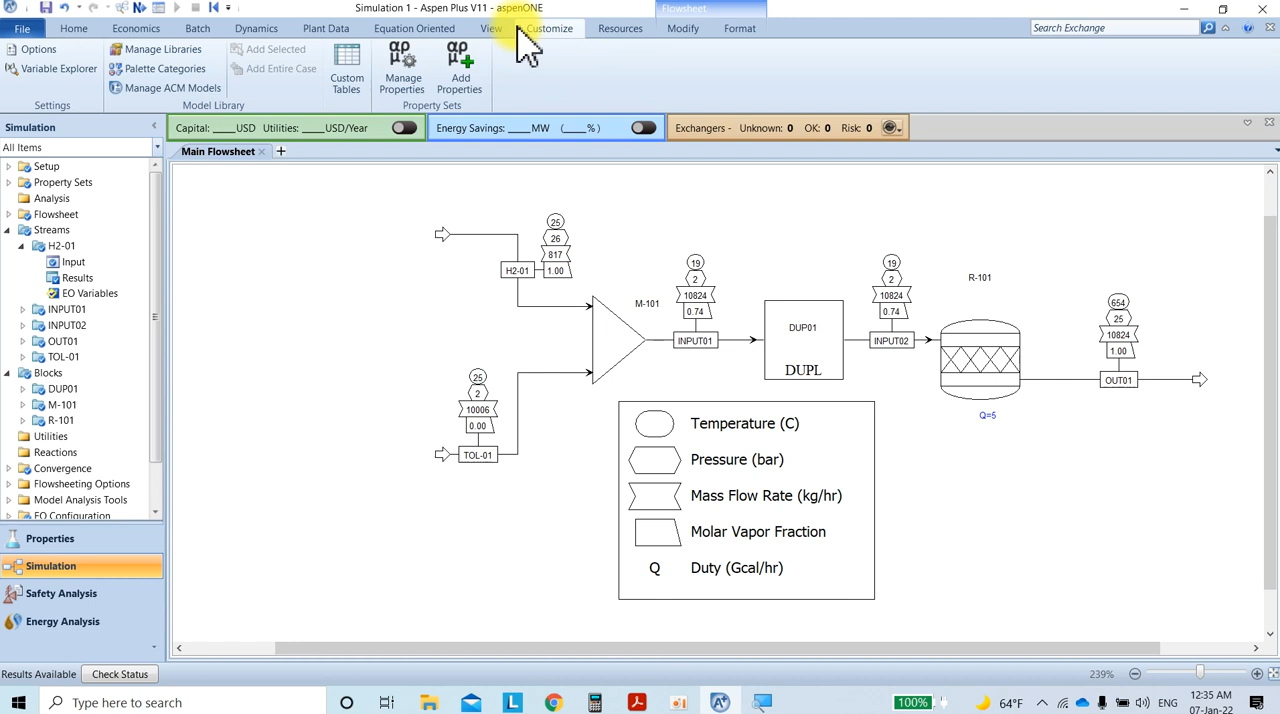 Simulation 1 - Aspen Plus V11 - aspenONE
Flowsheet
File Home Economics Batch Dynamics Plant Data Equation Oriented View Customize Resources Modify Format
Search Exchange
Options
Variable Explorer
Settings
Manage Libraries
Palette Categories
Manage ACM Models
Add Selected
Add Entire Case
Model Library
Custom Tables
Manage Properties
Add Properties
Property Sets
Capital: ____USD Utilities: ____USD/Year
Energy Savings: ____MW (____%)
Exchangers - Unknown: 0 OK: 0 Risk: 0
Simulation
All Items
Main Flowsheet
Setup
Property Sets
Analysis
Flowsheet
Streams
H2-01
Input
Results
EO Variables
INPUT01
INPUT02
OUT01
TOL-01
Blocks
DUP01
M-101
R-101
Utilities
Reactions
Convergence
Flowsheeting Options
Model Analysis Tools
EO Configuration
Properties
Simulation
Safety Analysis
Energy Analysis
25
26
817
1.00
H2-01
M-101
25
2
10006
0.00
TOL-01
19
2
10824
0.74
INPUT01
DUP01
DUPL
19
2
10824
0.74
INPUT02
R-101
Q=5
654
25
10824
1.00
OUT01
Temperature (C)
Pressure (bar)
Mass Flow Rate (kg/hr)
Molar Vapor Fraction
Q Duty (Gcal/hr)
Results Available Check Status
239%
Type here to search
100%
64°F
ENG
12:35 AM
07-Jan-22